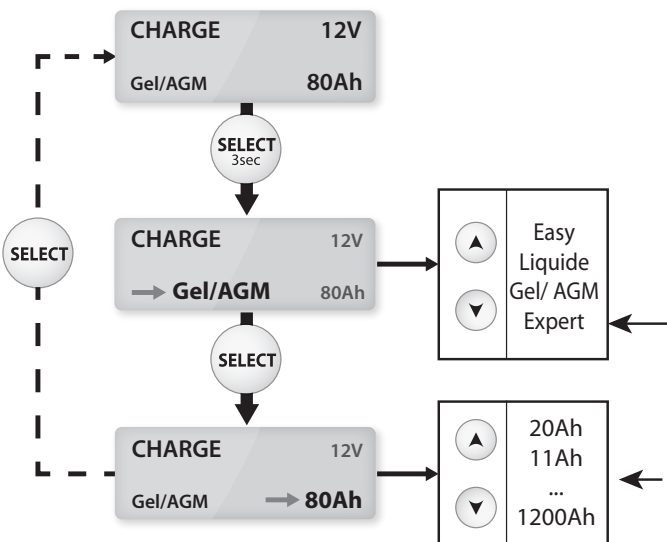 CHARGE 12V
Gel/AGM 80Ah
SELECT
3sec
CHARGE 12V
Gel/AGM 80Ah
Easy
Liquide
Gel/ AGM
Expert
SELECT
SELECT
CHARGE 12V
Gel/AGM 80Ah
20Ah
11Ah
...
1200Ah